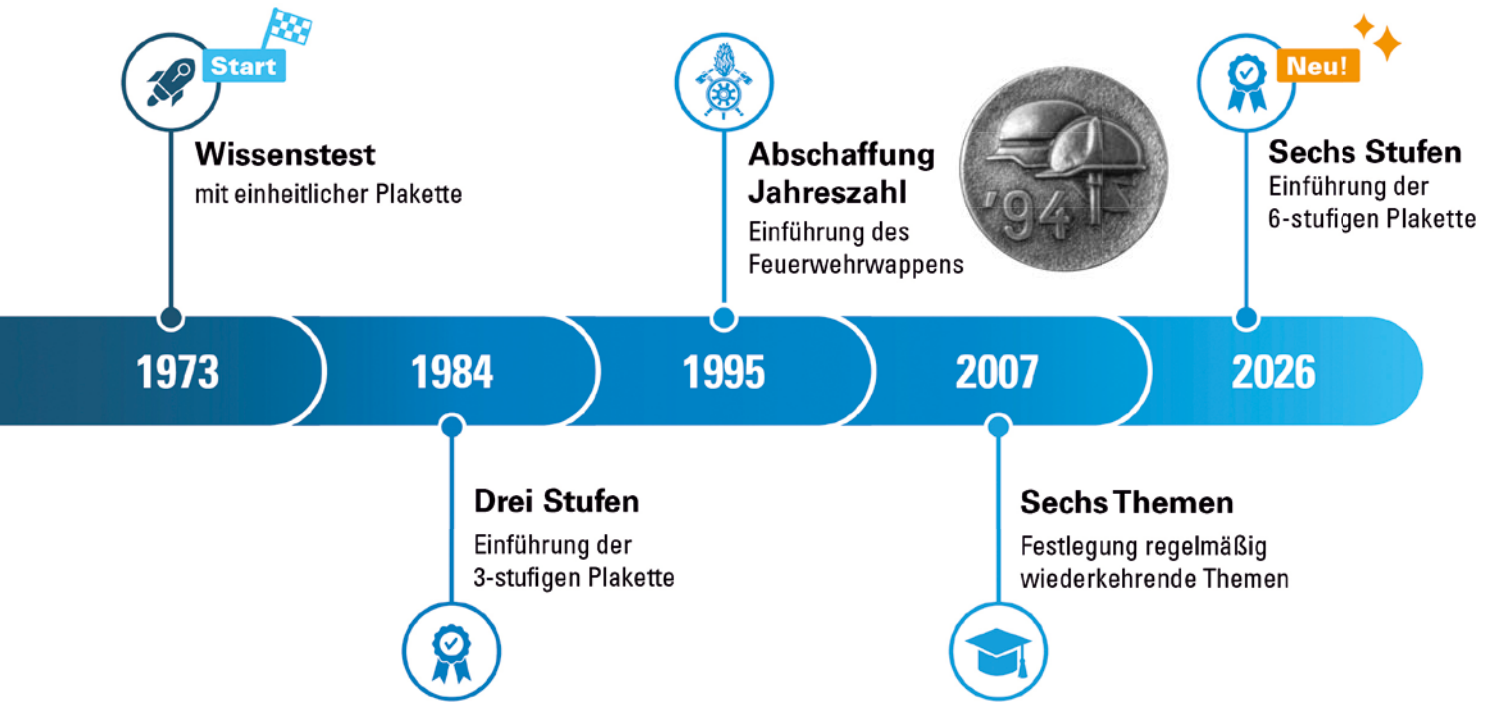 Start
Wissenstest
mit einheitlicher Plakette
Abschaffung
Jahreszahl
Einführung des
Feuerwehrwappens
'94
Neu!
Sechs Stufen
Einführung der
6-stufigen Plakette
1973
1984
1995
2007
2026
Drei Stufen
Einführung der
3-stufigen Plakette
Sechs Themen
Festlegung regelmäßig
wiederkehrende Themen